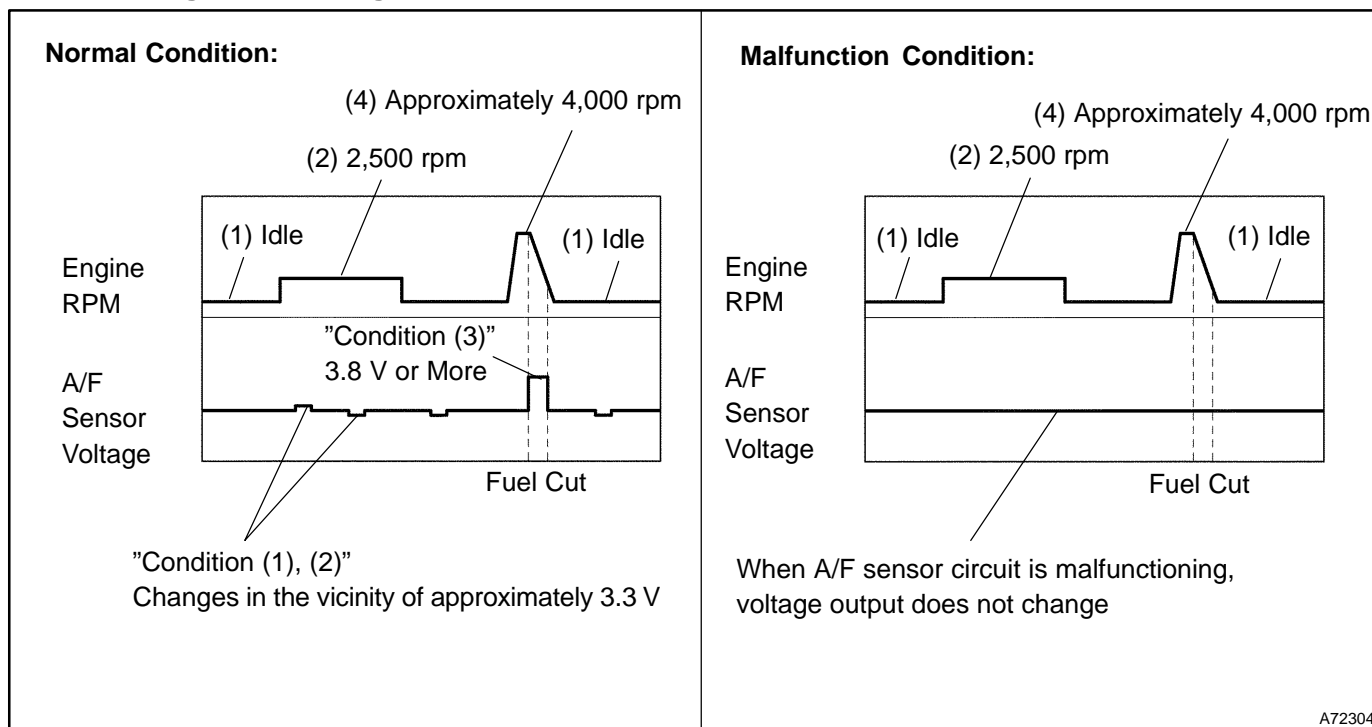 Normal Condition:
(4) Approximately 4,000 rpm
(2) 2,500 rpm
(1) Idle
(1) Idle
Engine
RPM
”Condition (3)”
3.8 V or More
A/F
Sensor
Voltage
Fuel Cut
”Condition (1), (2)”
Changes in the vicinity of approximately 3.3 V
Malfunction Condition:
(4) Approximately 4,000 rpm
(2) 2,500 rpm
(1) Idle
(1) Idle
Engine
RPM
A/F
Sensor
Voltage
Fuel Cut
When A/F sensor circuit is malfunctioning,
voltage output does not change
A72304